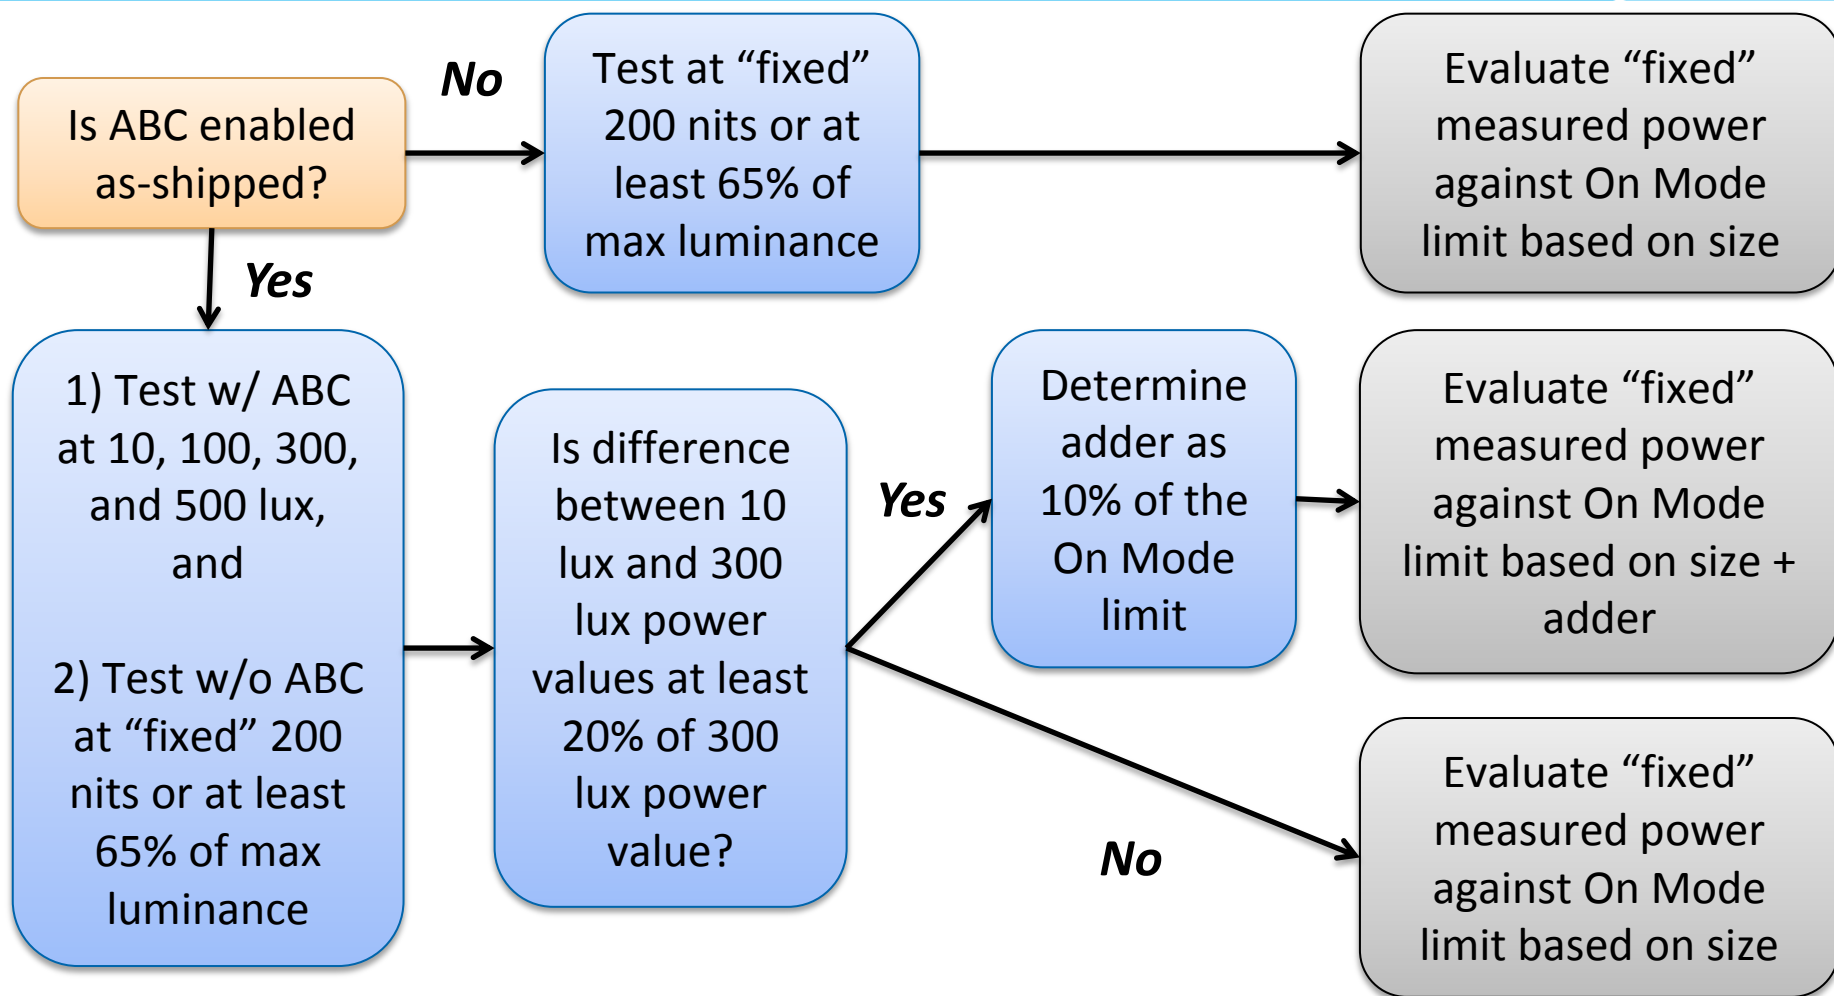 Is ABC enabled
as-shipped?
No
Test at “fixed”
200 nits or at
least 65% of
max luminance
Evaluate “fixed”
measured power
against On Mode
limit based on size
Yes
1) Test w/ ABC
at 10, 100, 300,
and 500 lux,
and
2) Test w/o ABC
at “fixed” 200
nits or at least
65% of max
luminance
Is difference
between 10
lux and 300
lux power
values at least
20% of 300
lux power
value?
Yes
Determine
adder as
10% of the
On Mode
limit
Evaluate “fixed”
measured power
against On Mode
limit based on size +
adder
No
Evaluate “fixed”
measured power
against On Mode
limit based on size